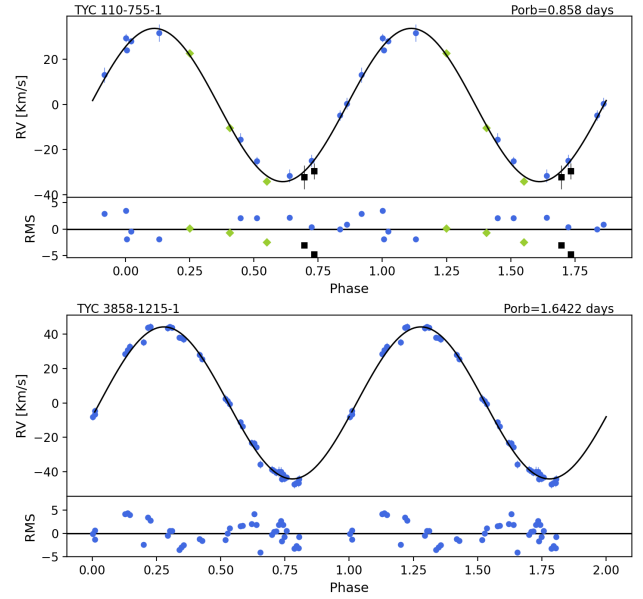 TYC 110-755-1 Porb=0.858 days
20
0
−20
−40
RV [Km/s]
5
0
−5
RMS
0.00 0.25 0.50 0.75 1.00 1.25 1.50 1.75
Phase
TYC 3858-1215-1 Porb=1.6422 days
40
20
0
−20
−40
RV [Km/s]
5
0
−5
RMS
0.00 0.25 0.50 0.75 1.00 1.25 1.50 1.75 2.00
Phase